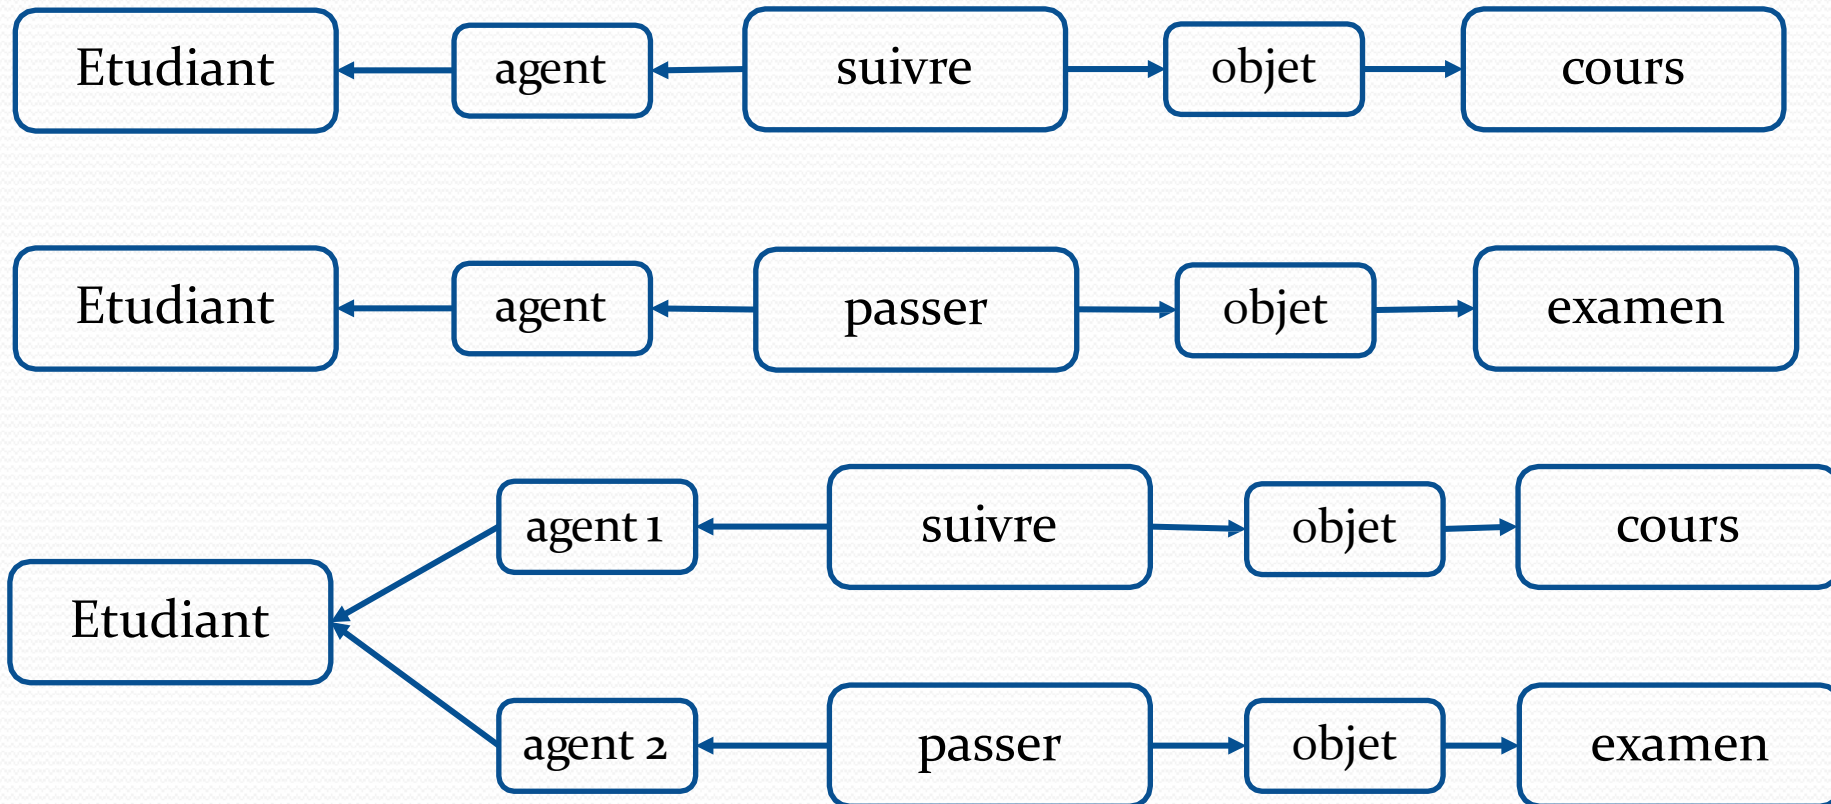 Etudiant agent suivre objet cours
Etudiant agent passer objet examen
agent 1 suivre objet cours
Etudiant
agent 2 passer objet examen